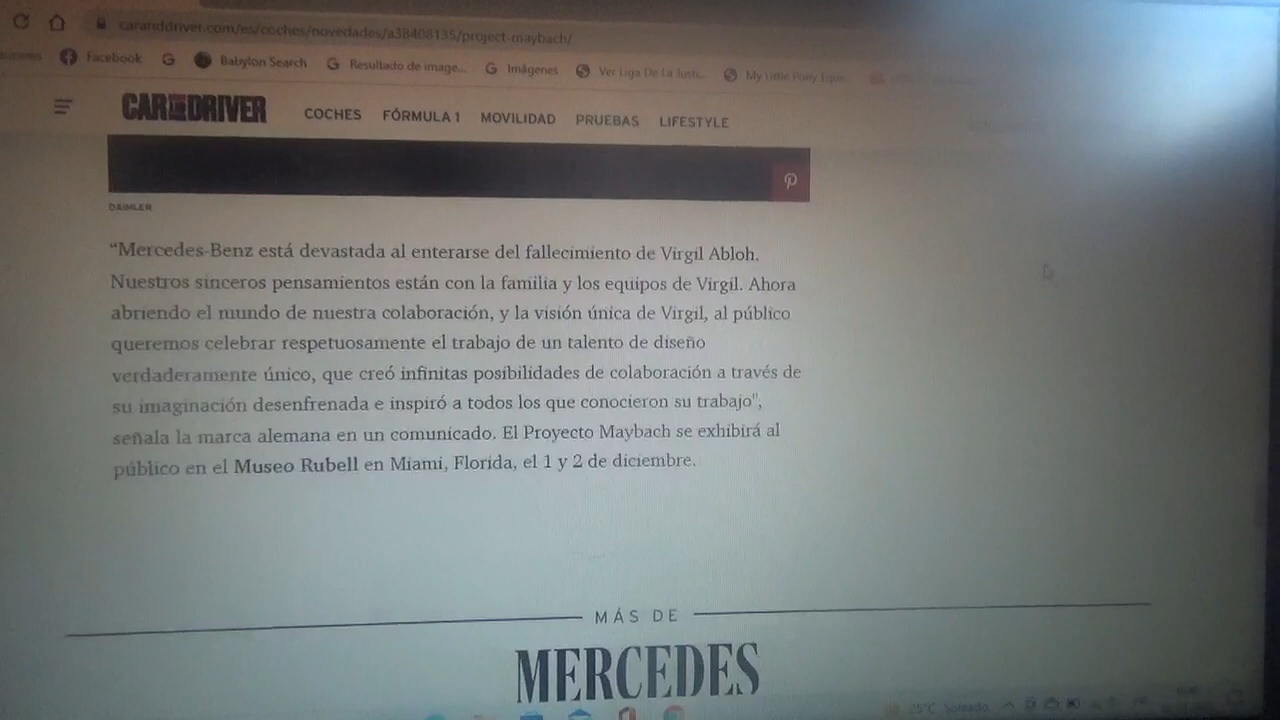 caranddriver.com/es/coches/novedades/a38408135/project-maybach/
Facebook
Babylon Search
Resultado de image...
Imágenes
Ver Liga De La Justi...
My Little Pony Eque...
CAR AND DRIVER
COCHES FÓRMULA 1 MOVILIDAD PRUEBAS LIFESTYLE
DAIMLER
“Mercedes-Benz está devastada al enterarse del fallecimiento de Virgil Abloh.
Nuestros sinceros pensamientos están con la familia y los equipos de Virgil. Ahora
abriendo el mundo de nuestra colaboración, y la visión única de Virgil, al público
queremos celebrar respetuosamente el trabajo de un talento de diseño
verdaderamente único, que creó infinitas posibilidades de colaboración a través de
su imaginación desenfrenada e inspiró a todos los que conocieron su trabajo",
señala la marca alemana en un comunicado. El Proyecto Maybach se exhibirá al
público en el Museo Rubell en Miami, Florida, el 1 y 2 de diciembre.
MÁS DE
MERCEDES
25°C Soleado